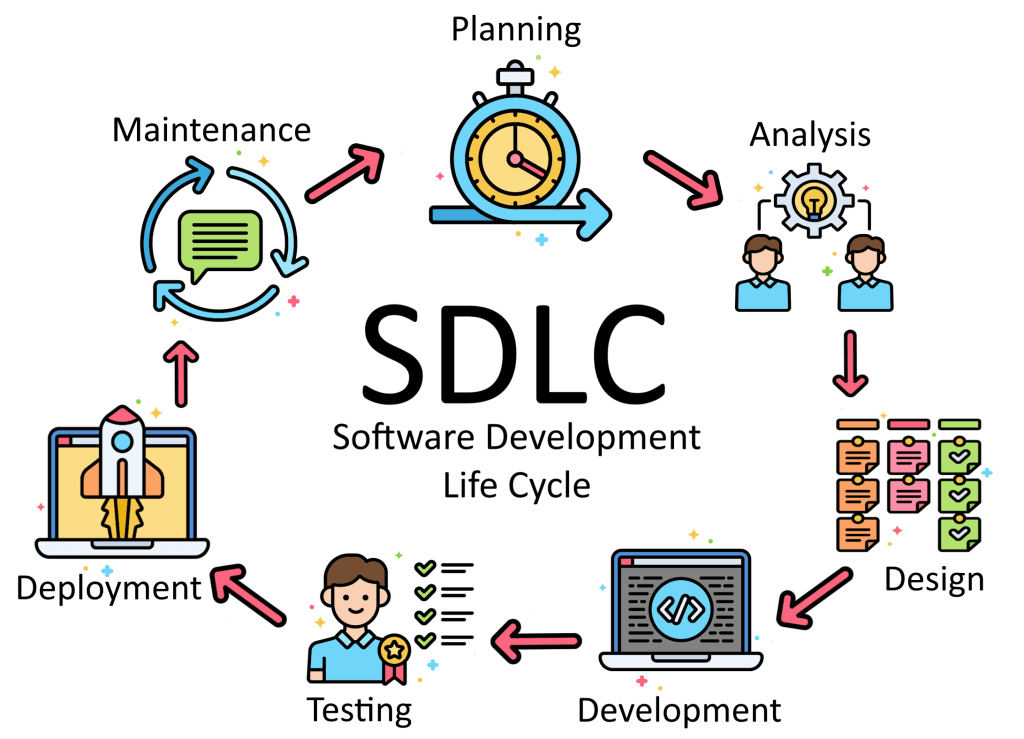 Planning
Maintenance
Analysis
SDLC
Software Development
Life Cycle
Deployment
Design
Testing
Development
</>